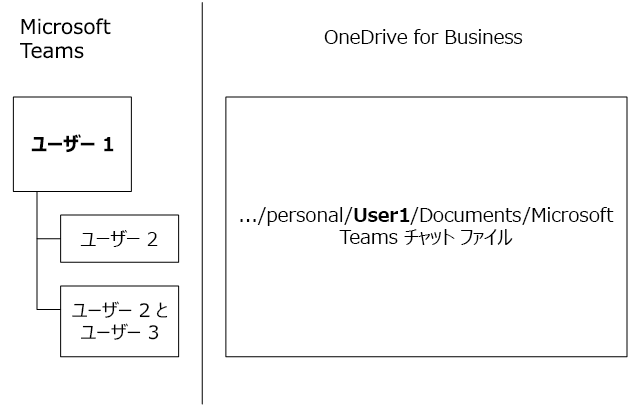 Microsoft
Teams
OneDrive for Business
ユーザー 1
.../personal/User1/Documents/Microsoft
Teams チャット ファイル
ユーザー 2
ユーザー 2 と
ユーザー 3